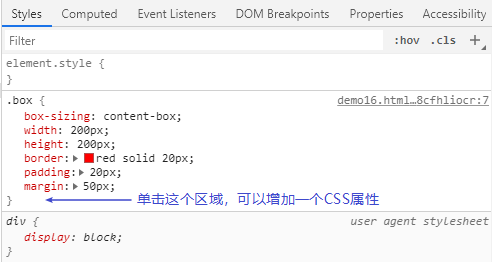 Styles Computed Event Listeners DOM Breakpoints Properties Accessibility
Filter :hov .cls +
element.style {
}
.box { demo16.html…8cfhliocr:7
box-sizing: content-box;
width: 200px;
height: 200px;
border: red solid 20px;
padding: 20px;
margin: 50px;
} 单击这个区域，可以增加一个CSS属性
div { user agent stylesheet
display: block;
}